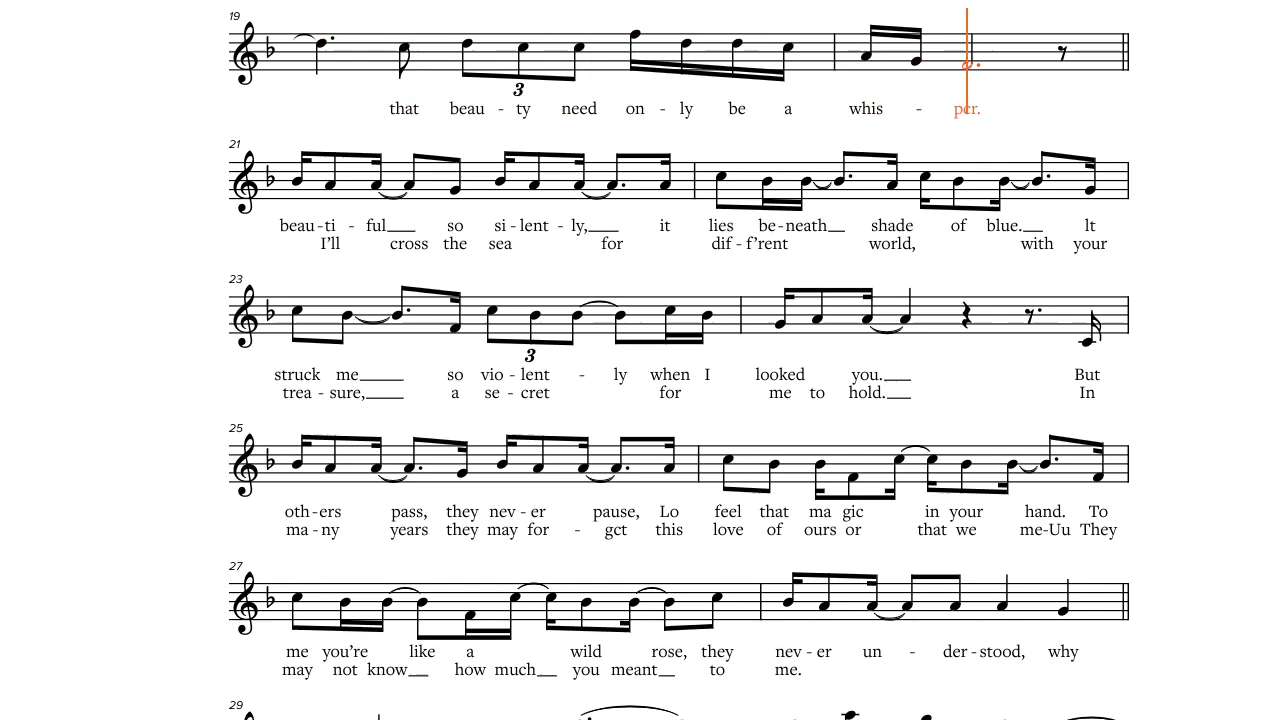 19
3
that beau - ty need on - ly be a whis - pcr.
21
beau - ti - ful so si - lent - ly, it lies be - neath shade of blue. lt
I'll cross the sea for dif - f'rent world, with your
23
3
struck me so vio - lent - ly when I looked you. But
trea - sure, a se - cret for me to hold. In
25
oth - ers pass, they nev - er pause, Lo feel that ma gic in your hand. To
ma - ny years they may for - gct this love of ours or that we me-Uu They
27
me you're like a wild rose, they nev - er un - der - stood, why
may not know how much you meant to me.
29